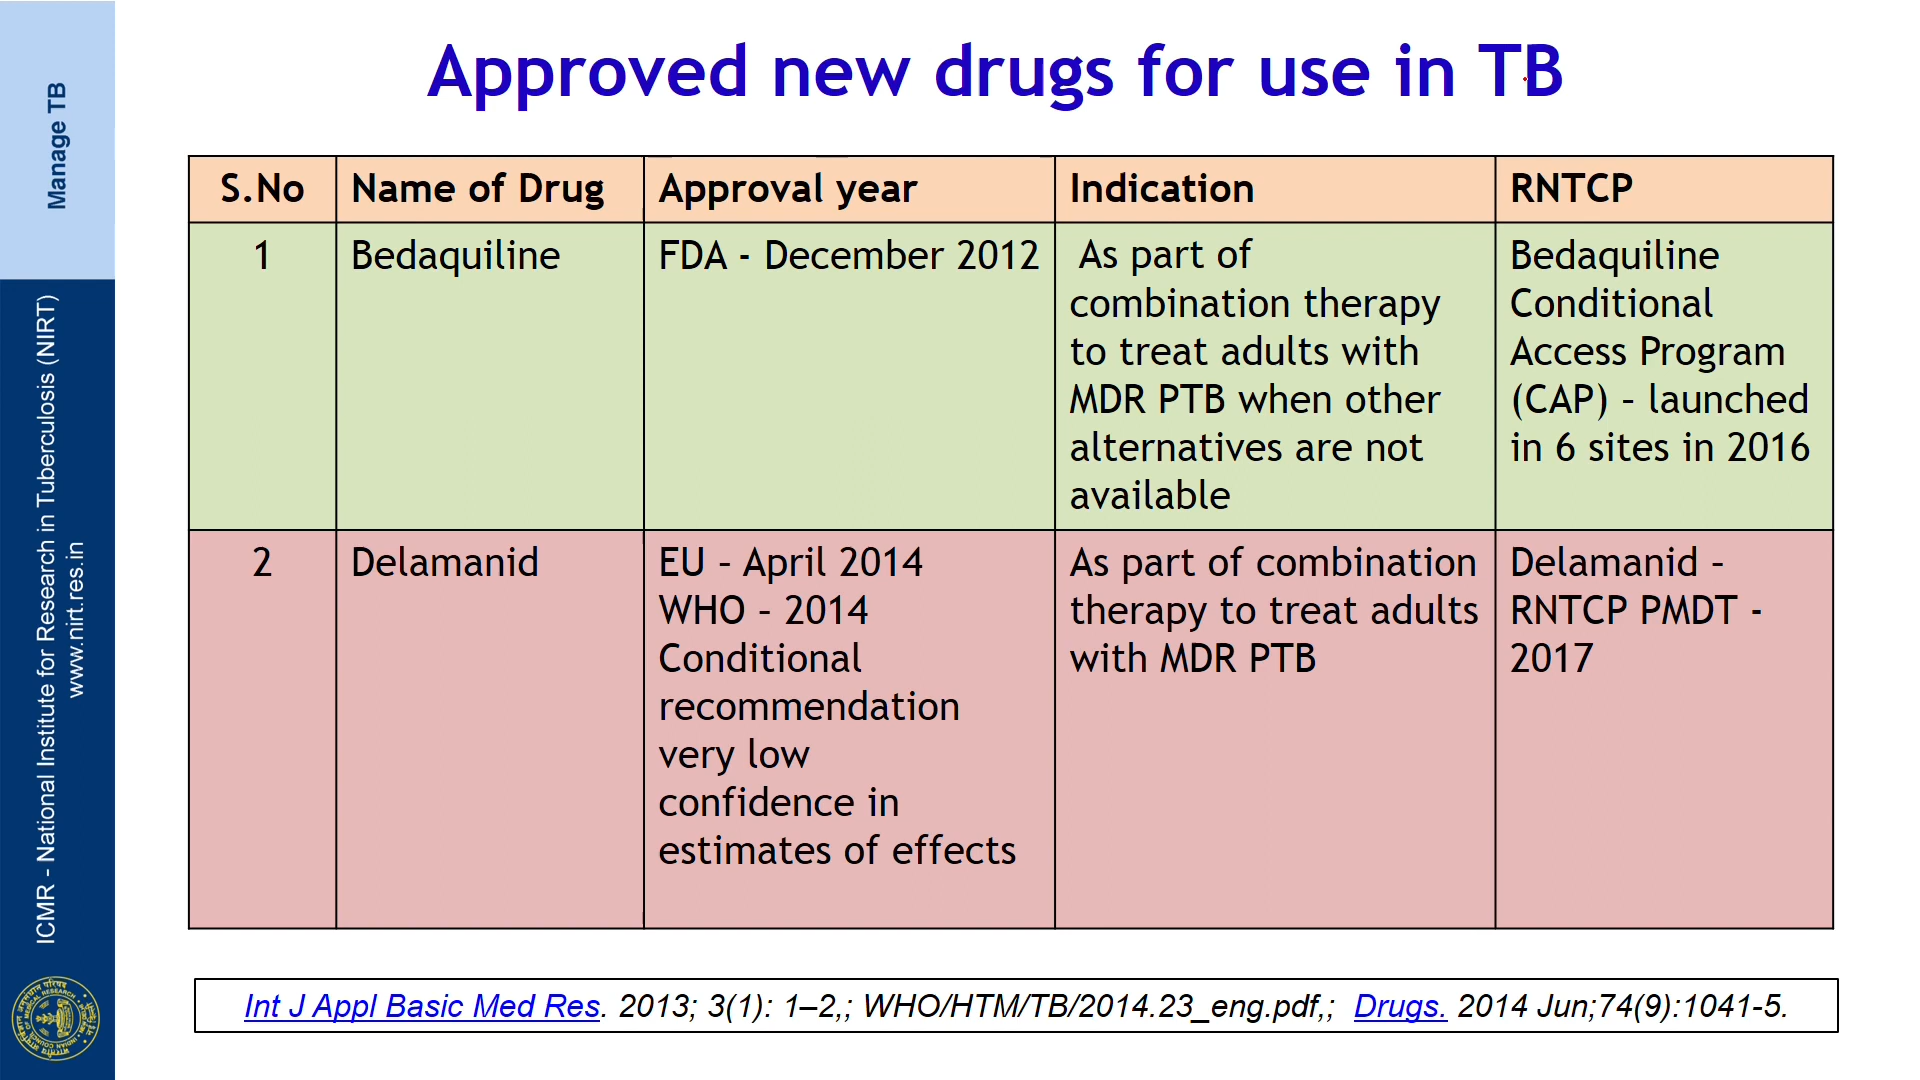 Manage TB
ICMR - National Institute for Research in Tuberculosis (NIRT)
www.nirt.res.in
Approved new drugs for use in TB
S.No
Name of Drug
Approval year
Indication
RNTCP
1
Bedaquiline
FDA - December 2012
As part of
combination therapy
to treat adults with
MDR PTB when other
alternatives are not
available
Bedaquiline
Conditional
Access Program
(CAP) – launched
in 6 sites in 2016
2
Delamanid
EU – April 2014
WHO – 2014
Conditional
recommendation
very low
confidence in
estimates of effects
As part of combination
therapy to treat adults
with MDR PTB
Delamanid –
RNTCP PMDT -
2017
Int J Appl Basic Med Res. 2013; 3(1): 1–2,; WHO/HTM/TB/2014.23_eng.pdf,; Drugs. 2014 Jun;74(9):1041-5.